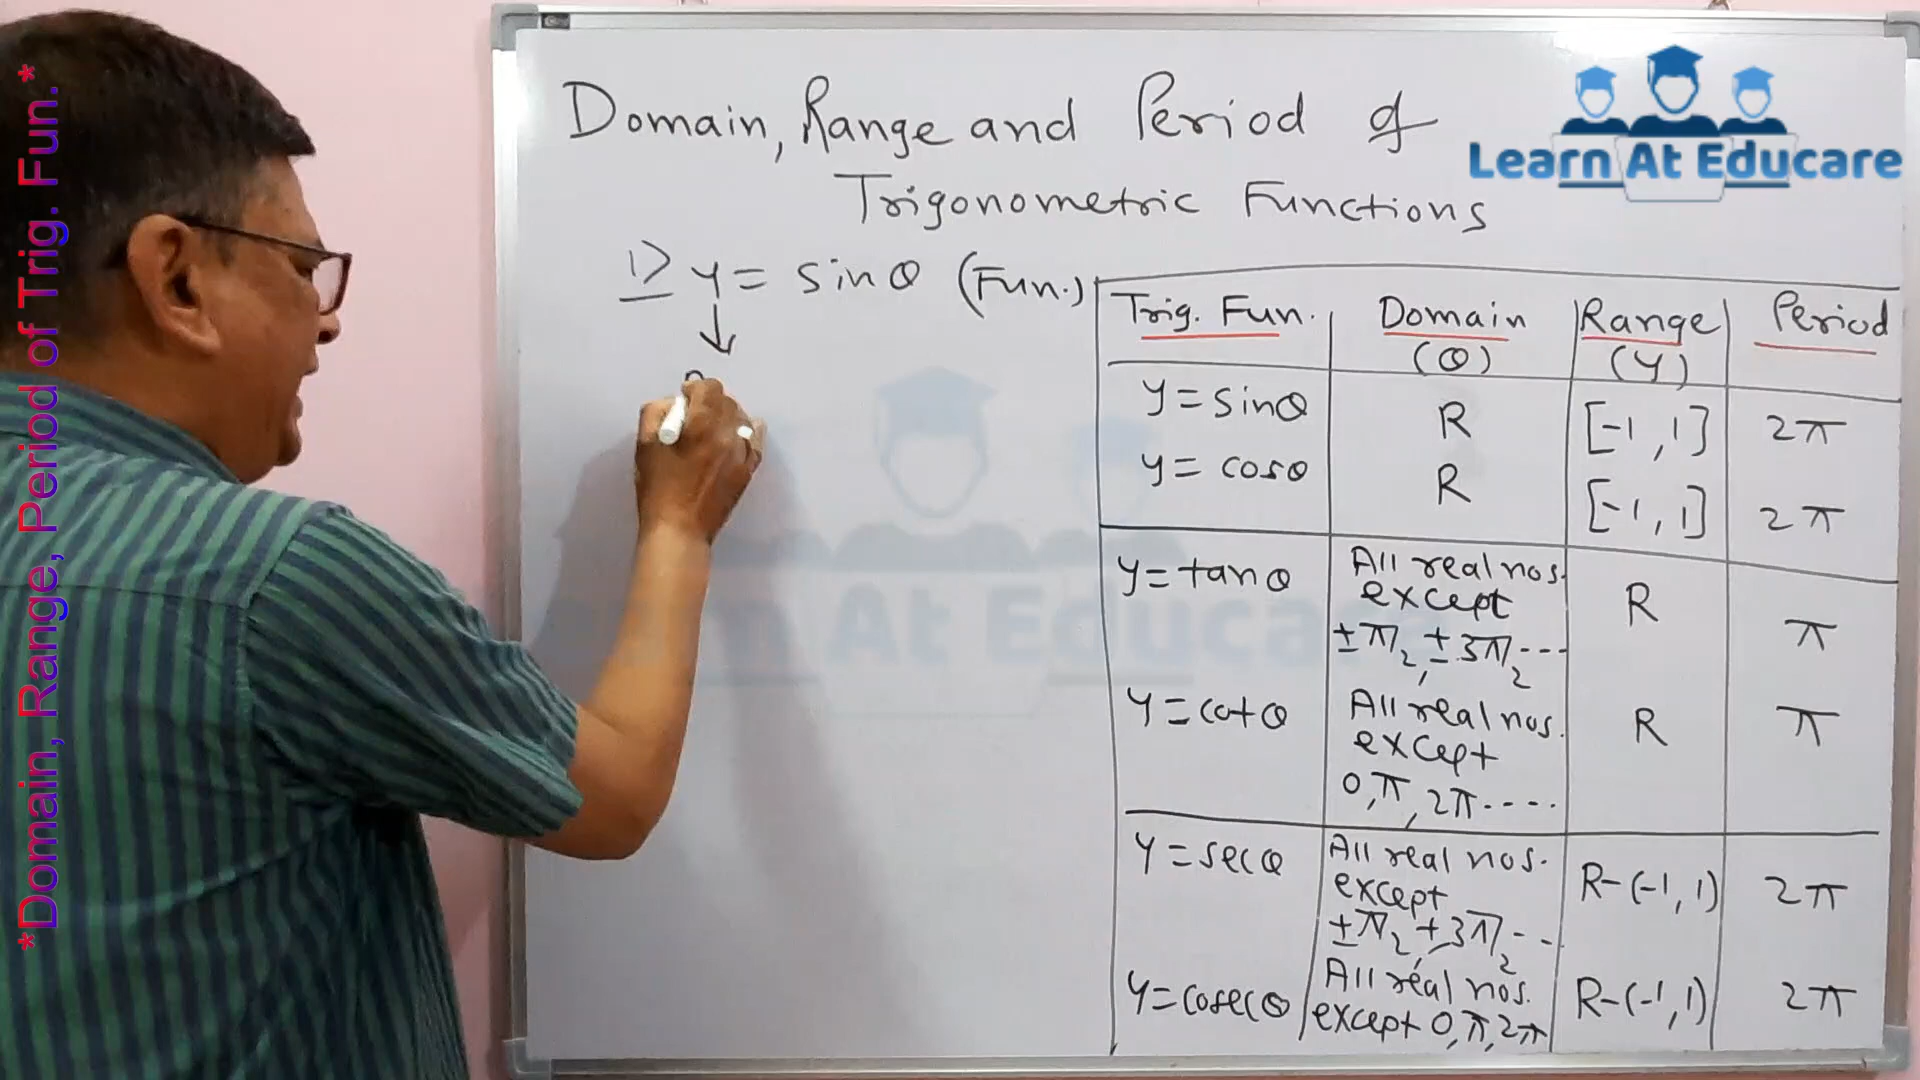 *Domain, Range, Period of Trig. Fun.*
Domain, Range and Period of
Trigonometric Functions
Learn At Educare
1> y = sinθ (Fun.)
Trig. Fun. Domain (θ) Range (Y) Period
y = sinθ R [-1, 1] 2π
y = cosθ R [-1, 1] 2π
y = tanθ All real nos. except ±π/2, ±3π/2 --- R π
y = cotθ All real nos. except 0, π, 2π ---- R π
y = secθ All real nos. except ±π/2, ±3π/2 -- R-(-1, 1) 2π
y = cosecθ All real nos. except 0, π, 2π R-(-1, 1) 2π
Learn At Educare